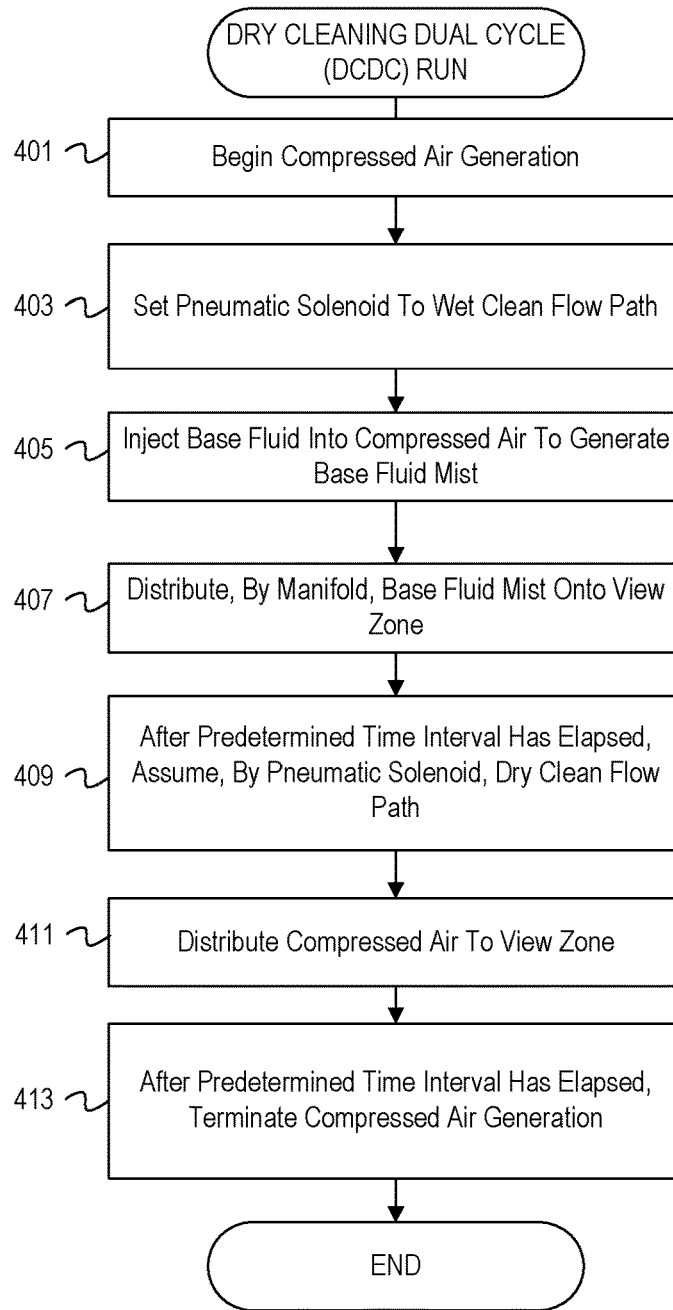 DRY CLEANING DUAL CYCLE
(DCDC) RUN
401
Begin Compressed Air Generation
403
Set Pneumatic Solenoid To Wet Clean Flow Path
405
Inject Base Fluid Into Compressed Air To Generate
Base Fluid Mist
407
Distribute, By Manifold, Base Fluid Mist Onto View
Zone
409
After Predetermined Time Interval Has Elapsed,
Assume, By Pneumatic Solenoid, Dry Clean Flow
Path
411
Distribute Compressed Air To View Zone
413
After Predetermined Time Interval Has Elapsed,
Terminate Compressed Air Generation
END